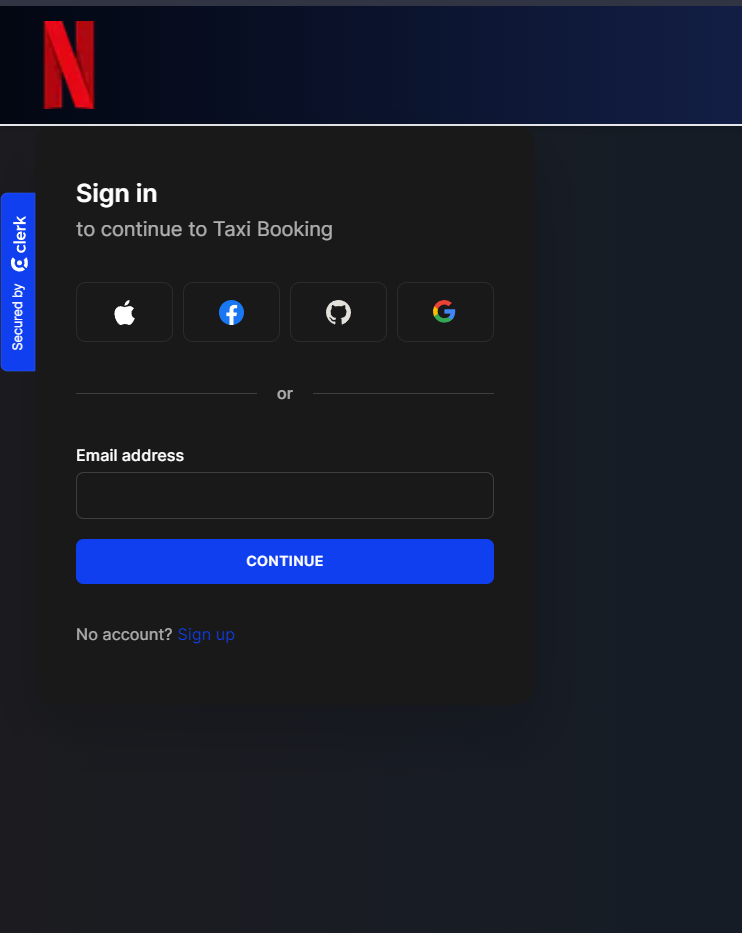 N
Sign in
to continue to Taxi Booking
Secured by clerk
or
Email address
CONTINUE
No account? Sign up